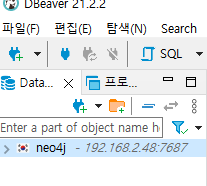 DBeaver 21.2.2
파일(F) 편집(E) 탐색(N) Search
SQL
Data... 프로...
Enter a part of object name h
neo4j - 192.168.2.48:7687